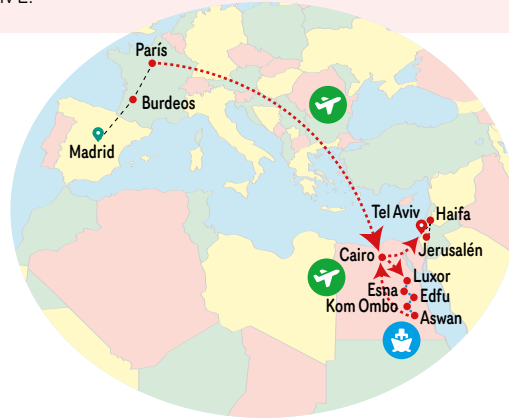 París
Burdeos
Madrid
Tel Aviv
Haifa
Jerusalén
Cairo
Luxor
Esna
Edfu
Kom Ombo
Aswan